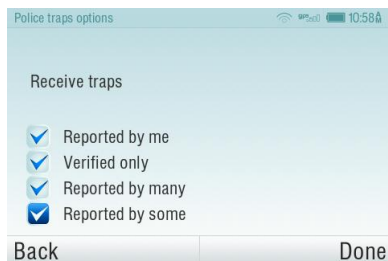 Police traps options
10:58
Receive traps
Reported by me
Verified only
Reported by many
Reported by some
Back
Done